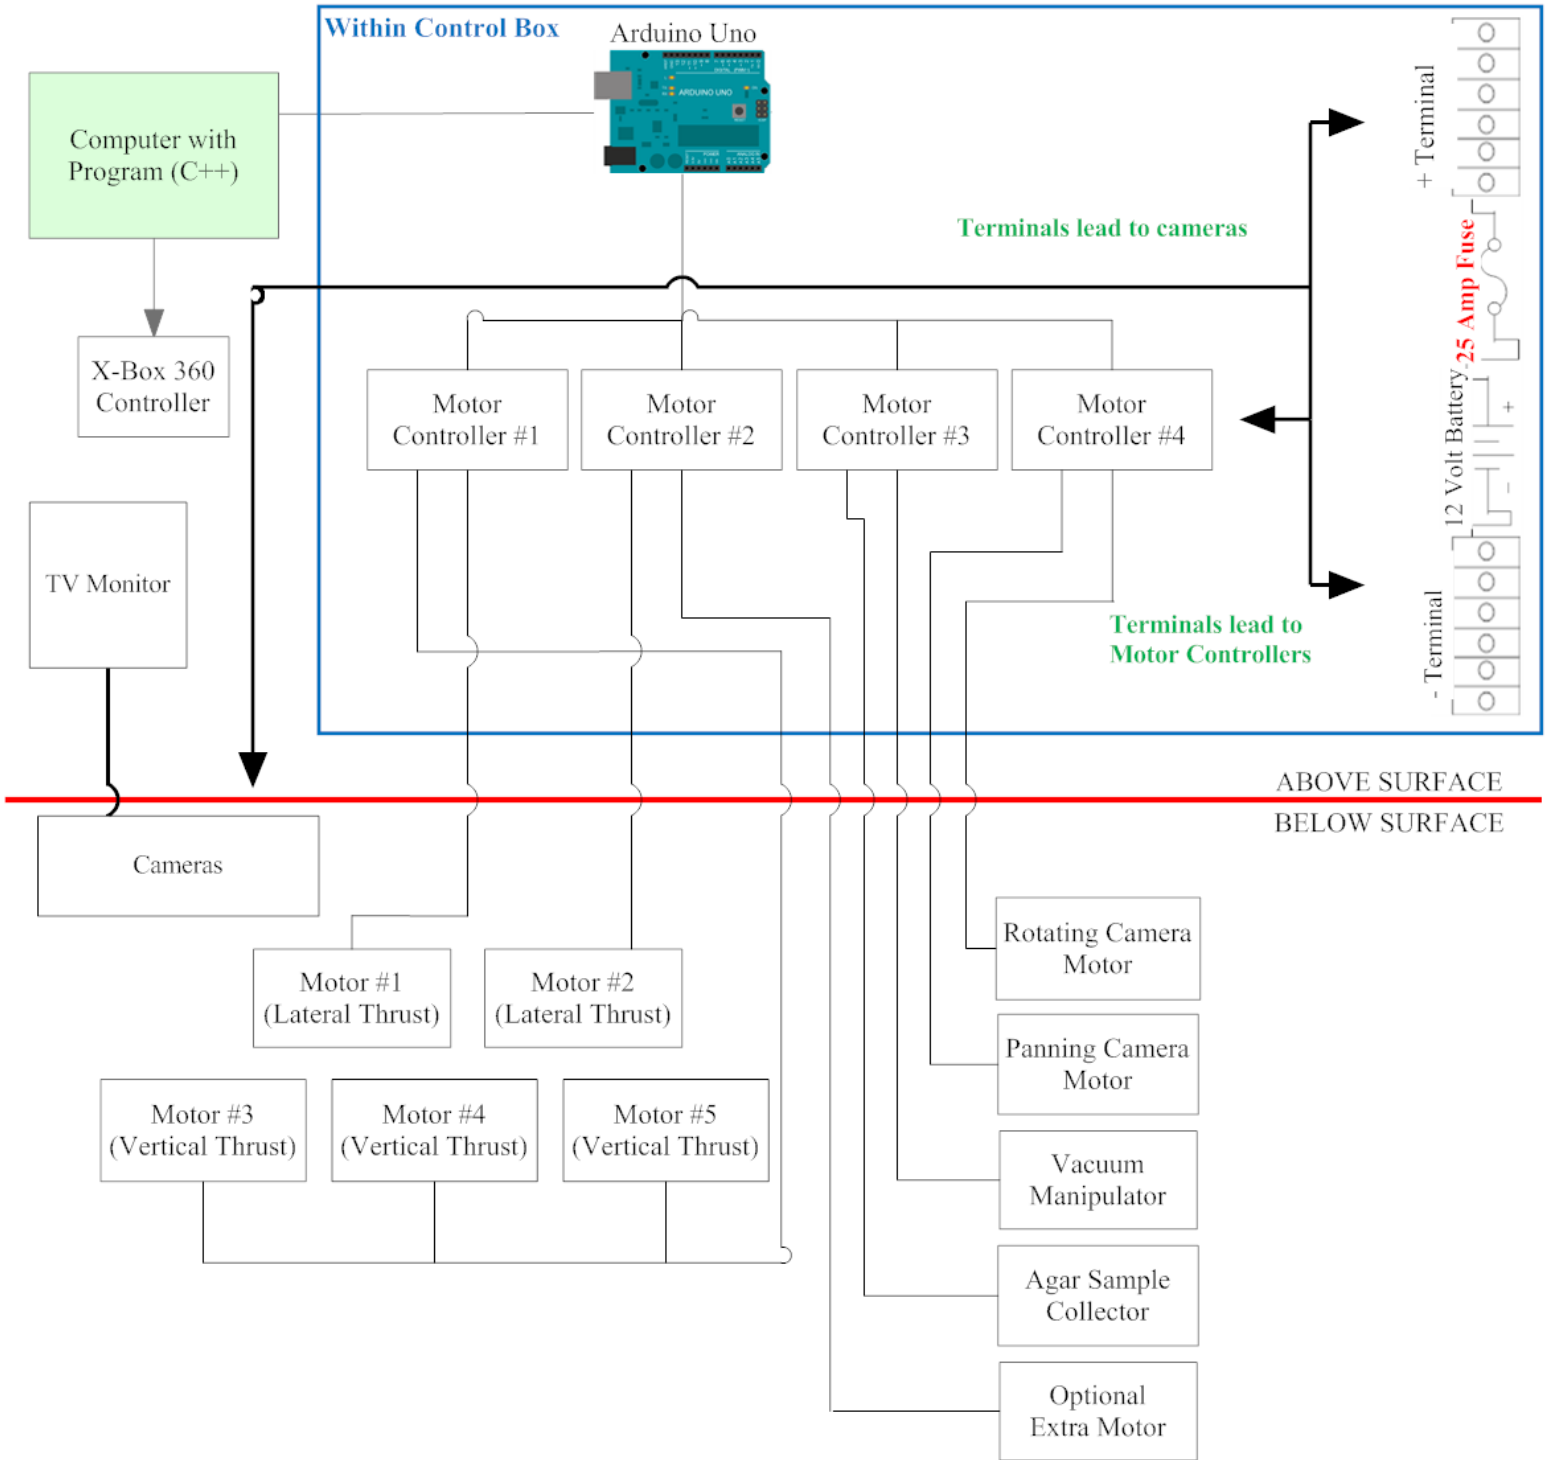 Within Control Box
Arduino Uno
ARDUINO UNO
Computer with
Program (C++)
+ Terminal
Terminals lead to cameras
25 Amp Fuse
X-Box 360
Controller
Motor
Controller #1
Motor
Controller #2
Motor
Controller #3
Motor
Controller #4
12 Volt Battery
+
-
TV Monitor
Terminals lead to
Motor Controllers
- Terminal
ABOVE SURFACE
BELOW SURFACE
Cameras
Rotating Camera
Motor
Motor #1
(Lateral Thrust)
Motor #2
(Lateral Thrust)
Panning Camera
Motor
Motor #3
(Vertical Thrust)
Motor #4
(Vertical Thrust)
Motor #5
(Vertical Thrust)
Vacuum
Manipulator
Agar Sample
Collector
Optional
Extra Motor